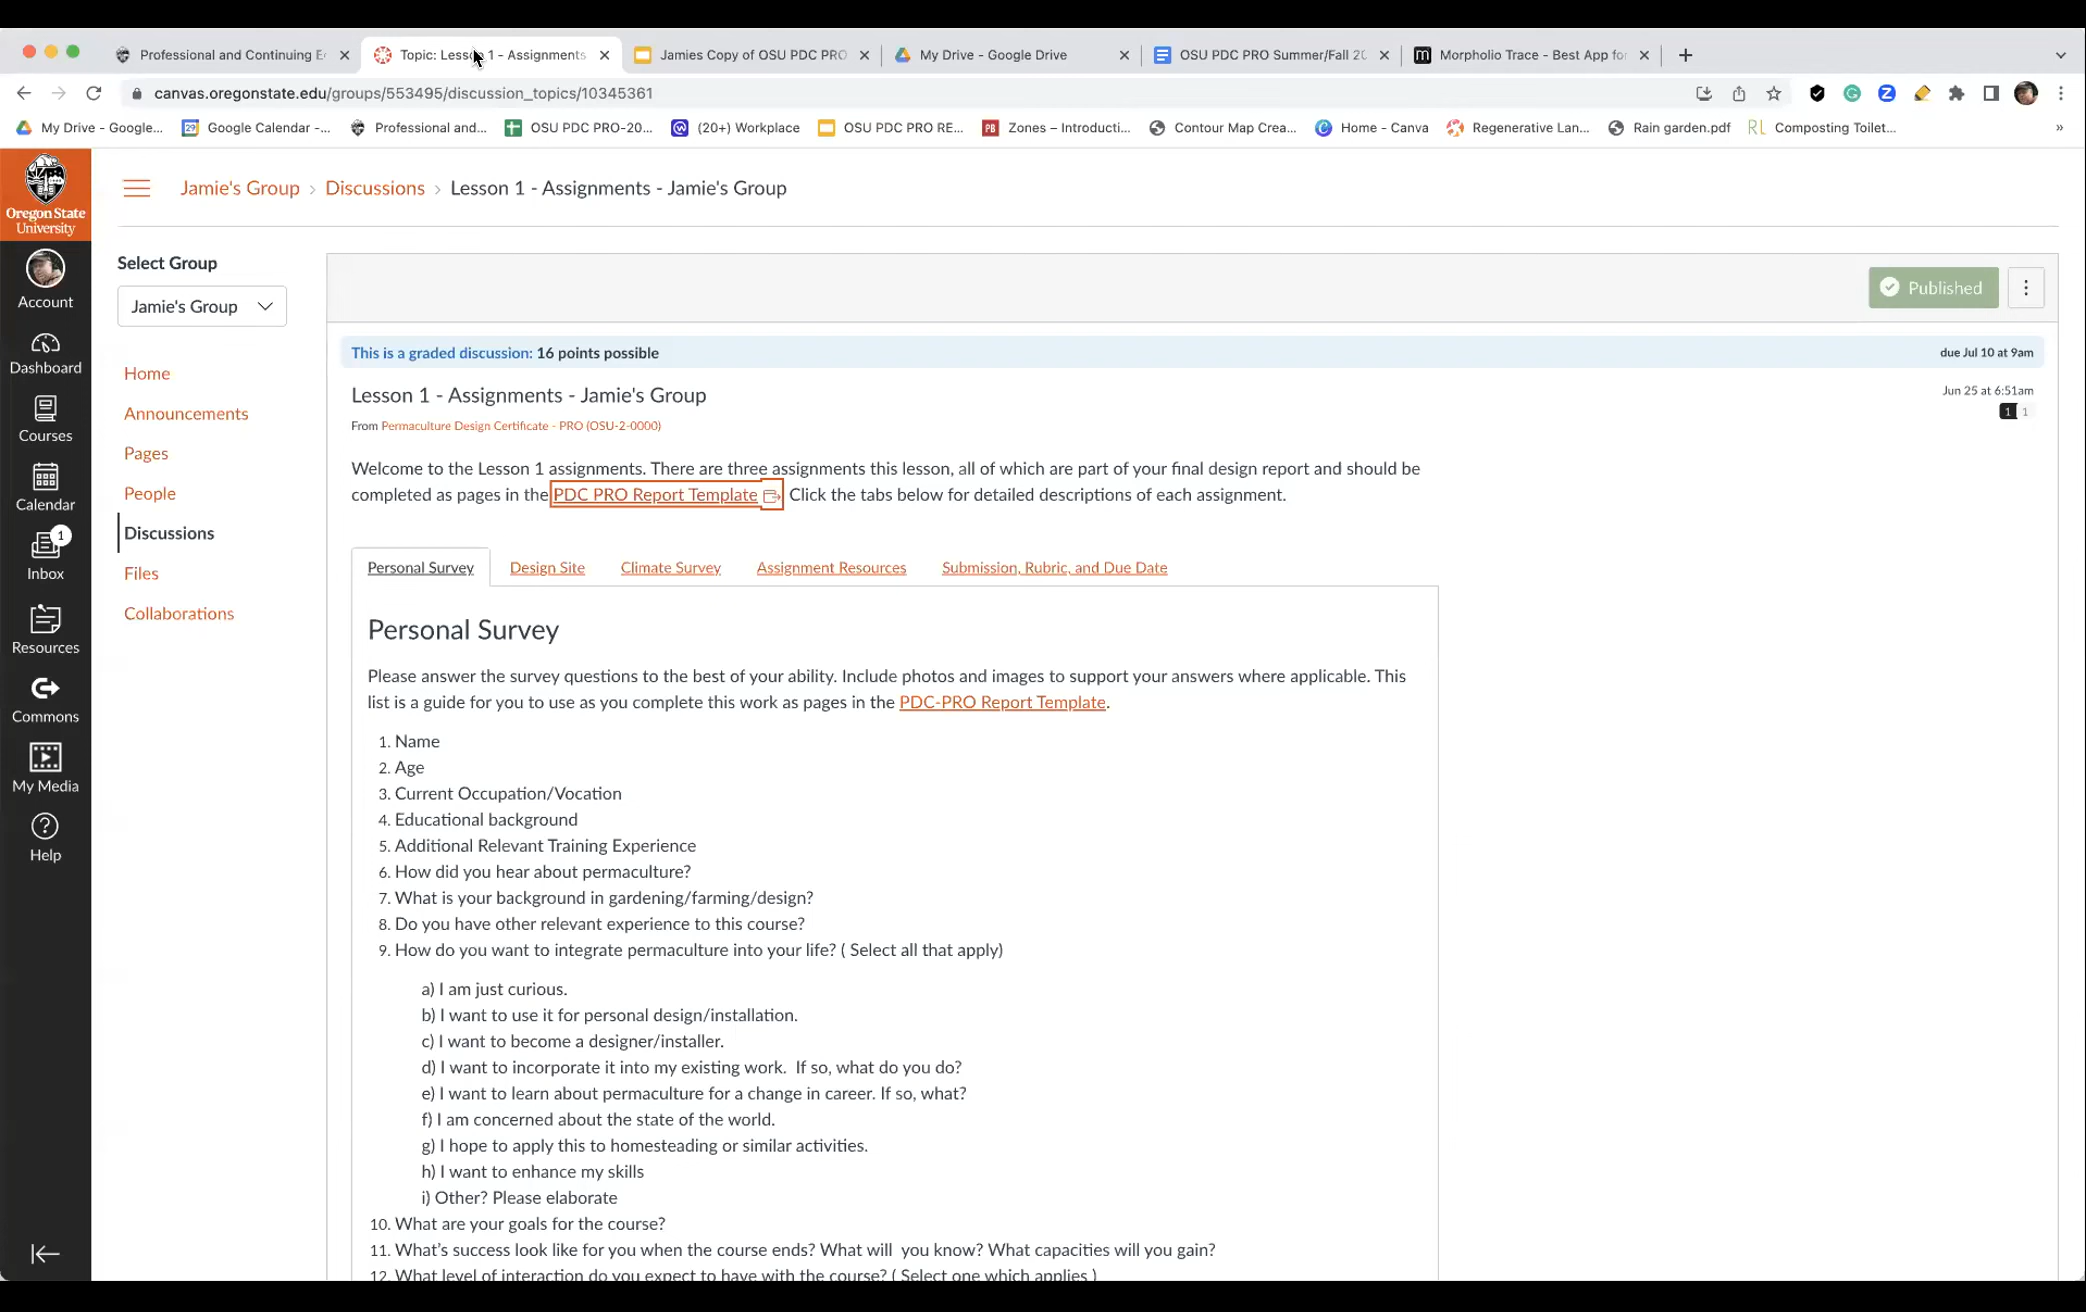 Professional and Continuing E
Topic: Lesson 1 - Assignments
Jamies Copy of OSU PDC PRO
My Drive - Google Drive
OSU PDC PRO Summer/Fall 20
Morpholio Trace - Best App for
canvas.oregonstate.edu/groups/553495/discussion_topics/10345361
My Drive - Google...
Google Calendar -...
Professional and...
OSU PDC PRO-20...
(20+) Workplace
OSU PDC PRO RE...
Zones – Introducti...
Contour Map Crea...
Home - Canva
Regenerative Lan...
Rain garden.pdf
Composting Toilet...
Oregon State
University
Account
Dashboard
Courses
Calendar
1
Inbox
Resources
Commons
My Media
Help
Jamie's Group › Discussions › Lesson 1 - Assignments - Jamie's Group
Select Group
Jamie's Group
Home
Announcements
Pages
People
Discussions
Files
Collaborations
Published
This is a graded discussion: 16 points possible
due Jul 10 at 9am
Lesson 1 - Assignments - Jamie's Group
Jun 25 at 6:51am
1 1
From Permaculture Design Certificate - PRO (OSU-2-0000)
Welcome to the Lesson 1 assignments. There are three assignments this lesson, all of which are part of your final design report and should be
completed as pages in the PDC PRO Report Template Click the tabs below for detailed descriptions of each assignment.
Personal Survey
Design Site
Climate Survey
Assignment Resources
Submission, Rubric, and Due Date
Personal Survey
Please answer the survey questions to the best of your ability. Include photos and images to support your answers where applicable. This
list is a guide for you to use as you complete this work as pages in the PDC-PRO Report Template.
1. Name
2. Age
3. Current Occupation/Vocation
4. Educational background
5. Additional Relevant Training Experience
6. How did you hear about permaculture?
7. What is your background in gardening/farming/design?
8. Do you have other relevant experience to this course?
9. How do you want to integrate permaculture into your life? ( Select all that apply)
a) I am just curious.
b) I want to use it for personal design/installation.
c) I want to become a designer/installer.
d) I want to incorporate it into my existing work.  If so, what do you do?
e) I want to learn about permaculture for a change in career. If so, what?
f) I am concerned about the state of the world.
g) I hope to apply this to homesteading or similar activities.
h) I want to enhance my skills
i) Other? Please elaborate
10. What are your goals for the course?
11. What's success look like for you when the course ends? What will  you know? What capacities will you gain?
12. What level of interaction do you expect to have with the course? ( Select one which applies )